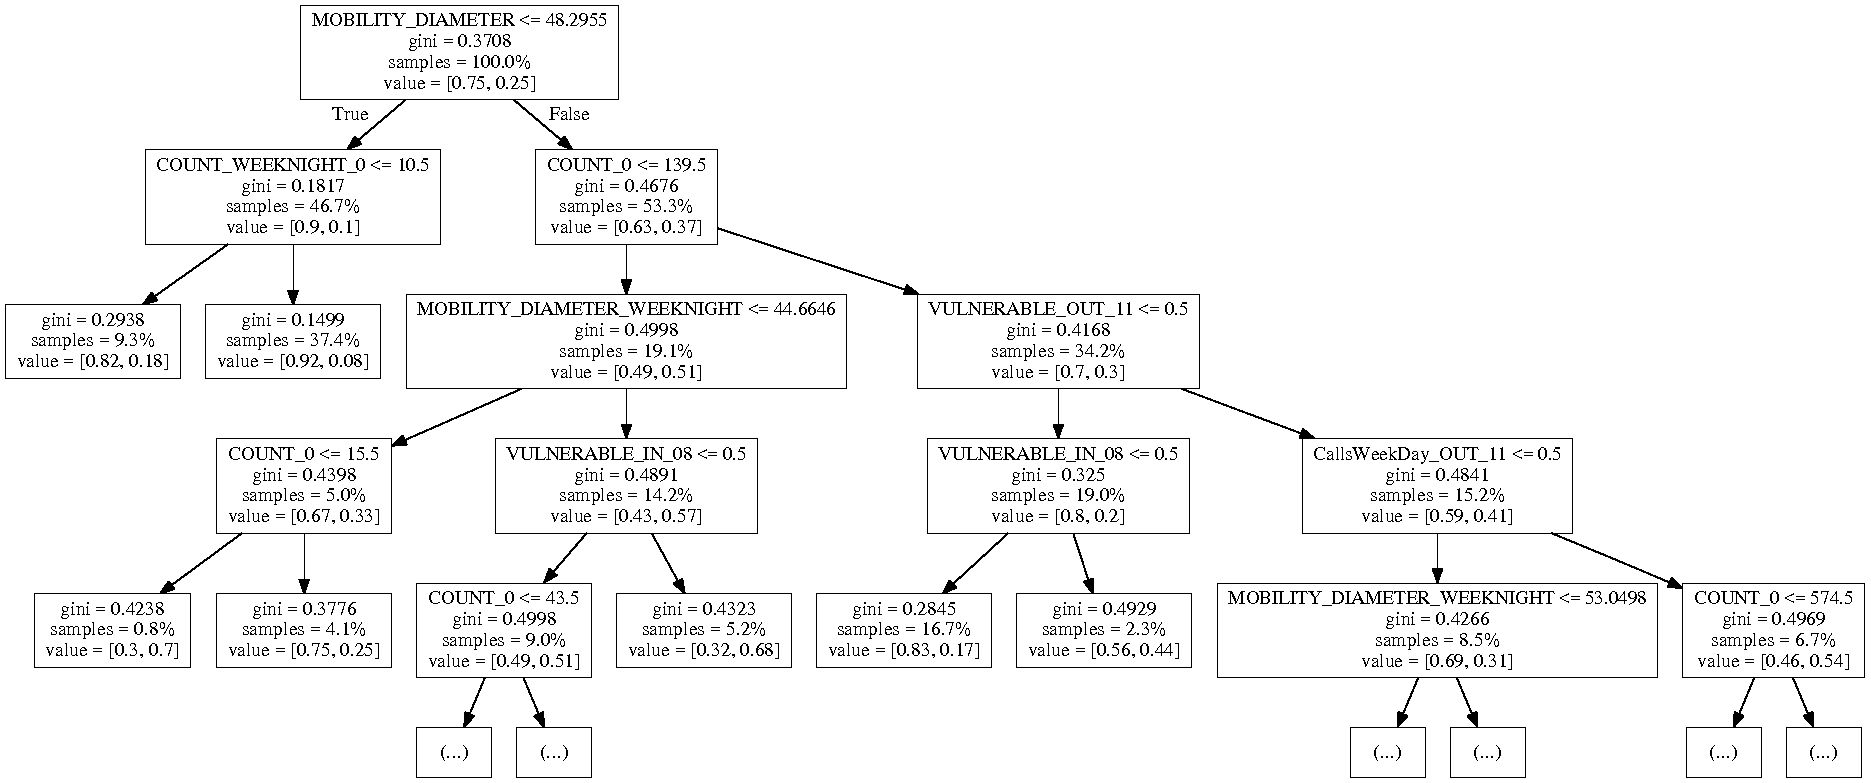 MOBILITY_DIAMETER <= 48.2955
gini = 0.3708
samples = 100.0%
value = [0.75, 0.25]
True
False
COUNT_WEEKNIGHT_0 <= 10.5
gini = 0.1817
samples = 46.7%
value = [0.9, 0.1]
COUNT_0 <= 139.5
gini = 0.4676
samples = 53.3%
value = [0.63, 0.37]
gini = 0.2938
samples = 9.3%
value = [0.82, 0.18]
gini = 0.1499
samples = 37.4%
value = [0.92, 0.08]
MOBILITY_DIAMETER_WEEKNIGHT <= 44.6646
gini = 0.4998
samples = 19.1%
value = [0.49, 0.51]
VULNERABLE_OUT_11 <= 0.5
gini = 0.4168
samples = 34.2%
value = [0.7, 0.3]
COUNT_0 <= 15.5
gini = 0.4398
samples = 5.0%
value = [0.67, 0.33]
VULNERABLE_IN_08 <= 0.5
gini = 0.4891
samples = 14.2%
value = [0.43, 0.57]
VULNERABLE_IN_08 <= 0.5
gini = 0.325
samples = 19.0%
value = [0.8, 0.2]
CallsWeekDay_OUT_11 <= 0.5
gini = 0.4841
samples = 15.2%
value = [0.59, 0.41]
gini = 0.4238
samples = 0.8%
value = [0.3, 0.7]
gini = 0.3776
samples = 4.1%
value = [0.75, 0.25]
COUNT_0 <= 43.5
gini = 0.4998
samples = 9.0%
value = [0.49, 0.51]
gini = 0.4323
samples = 5.2%
value = [0.32, 0.68]
gini = 0.2845
samples = 16.7%
value = [0.83, 0.17]
gini = 0.4929
samples = 2.3%
value = [0.56, 0.44]
MOBILITY_DIAMETER_WEEKNIGHT <= 53.0498
gini = 0.4266
samples = 8.5%
value = [0.69, 0.31]
COUNT_0 <= 574.5
gini = 0.4969
samples = 6.7%
value = [0.46, 0.54]
(...)
(...)
(...)
(...)
(...)
(...)